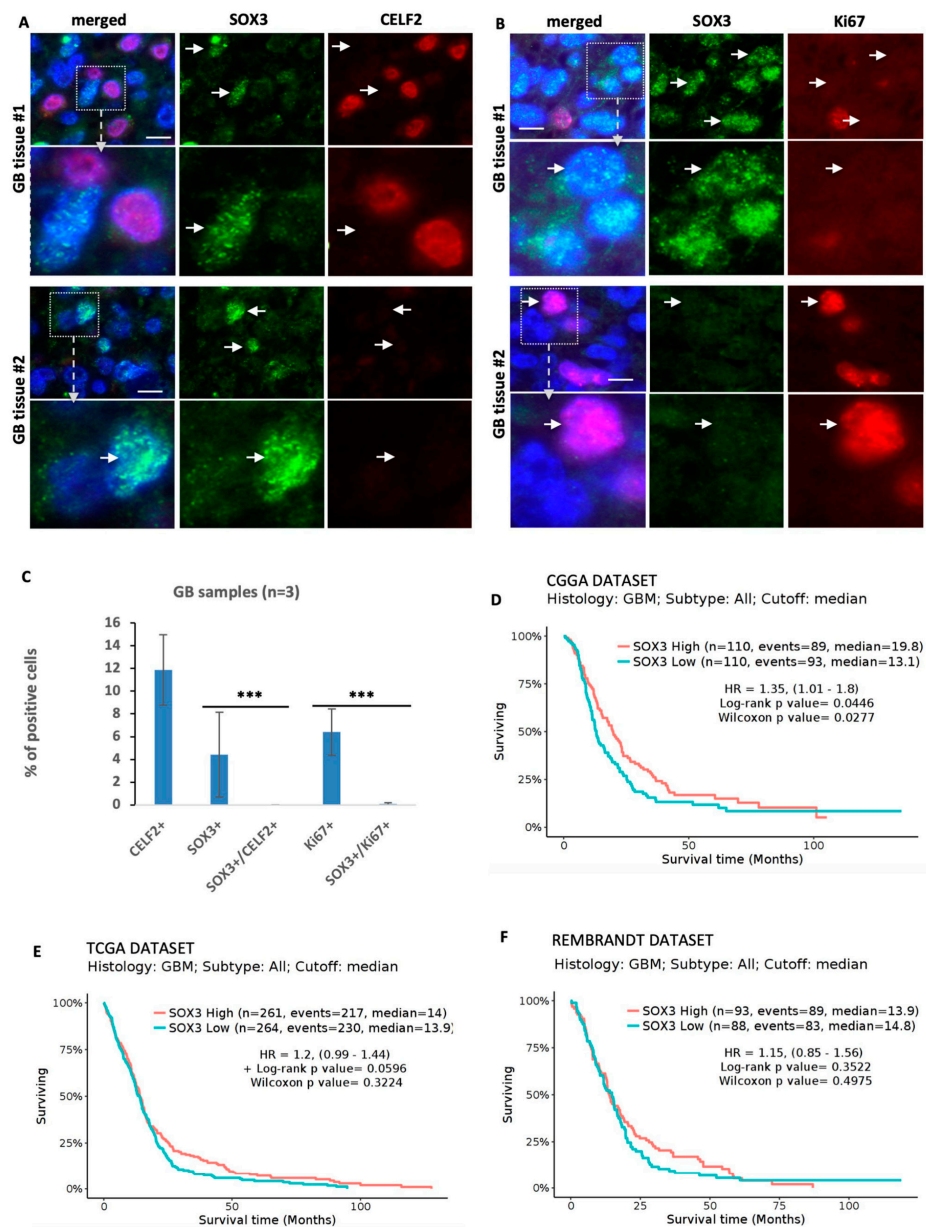 A
merged
SOX3
CELF2
GB tissue #1
GB tissue #2
B
merged
SOX3
Ki67
GB tissue #1
GB tissue #2
C
GB samples (n=3)
% of positive cells
16
14
12
10
8
6
4
2
0
***
***
CELF2+
SOX3+
SOX3+/CELF2+
Ki67+
SOX3+/Ki67+
D
CGGA DATASET
Histology: GBM; Subtype: All; Cutoff: median
SOX3 High (n=110, events=89, median=19.8)
SOX3 Low (n=110, events=93, median=13.1)
HR = 1.35, (1.01 - 1.8)
Log-rank p value= 0.0446
Wilcoxon p value= 0.0277
Surviving
100%
75%
50%
25%
0%
0
50
100
Survival time (Months)
E
TCGA DATASET
Histology: GBM; Subtype: All; Cutoff: median
SOX3 High (n=261, events=217, median=14)
SOX3 Low (n=264, events=230, median=13.9)
HR = 1.2, (0.99 - 1.44)
+ Log-rank p value= 0.0596
Wilcoxon p value= 0.3224
Surviving
100%
75%
50%
25%
0%
0
50
100
Survival time (Months)
F
REMBRANDT DATASET
Histology: GBM; Subtype: All; Cutoff: median
SOX3 High (n=93, events=89, median=13.9)
SOX3 Low (n=88, events=83, median=14.8)
HR = 1.15, (0.85 - 1.56)
Log-rank p value= 0.3522
Wilcoxon p value= 0.4975
Surviving
100%
75%
50%
25%
0%
0
50
100
Survival time (Months)